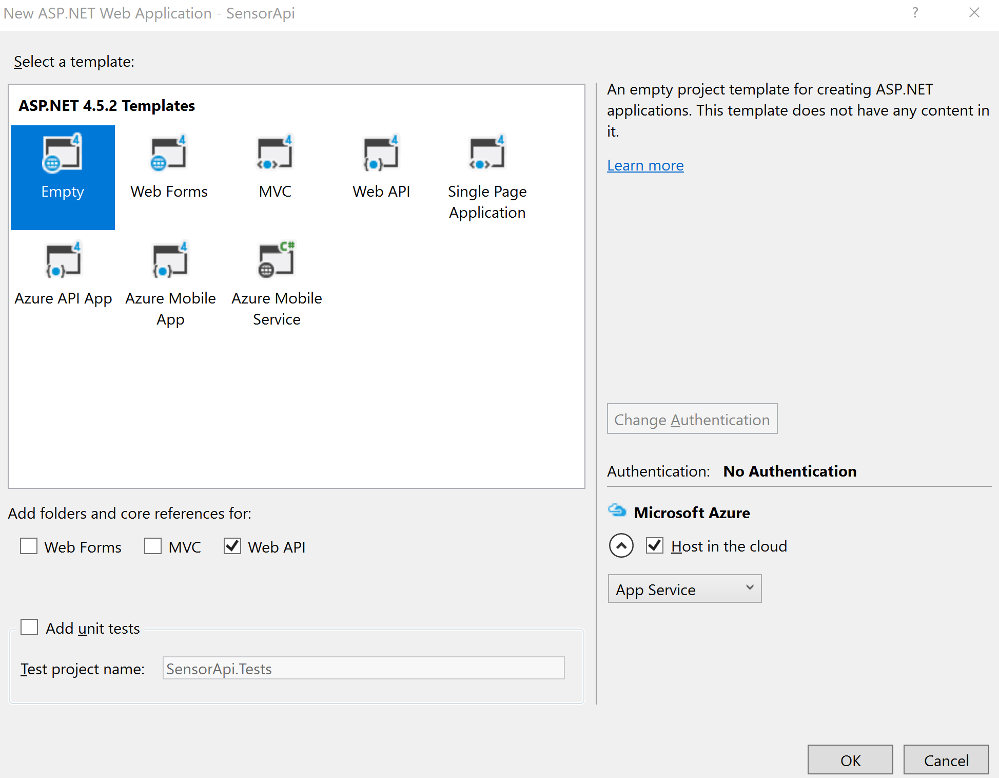 New ASP.NET Web Application - SensorApi
?
Select a template:
ASP.NET 4.5.2 Templates
Empty
Web Forms
MVC
Web API
Single Page
Application
Azure API App
Azure Mobile
App
Azure Mobile
Service
An empty project template for creating ASP.NET
applications. This template does not have any content in
it.
Learn more
Change Authentication
Authentication: No Authentication
Microsoft Azure
Host in the cloud
App Service
Add folders and core references for:
Web Forms MVC Web API
Add unit tests
Test project name: SensorApi.Tests
OK Cancel